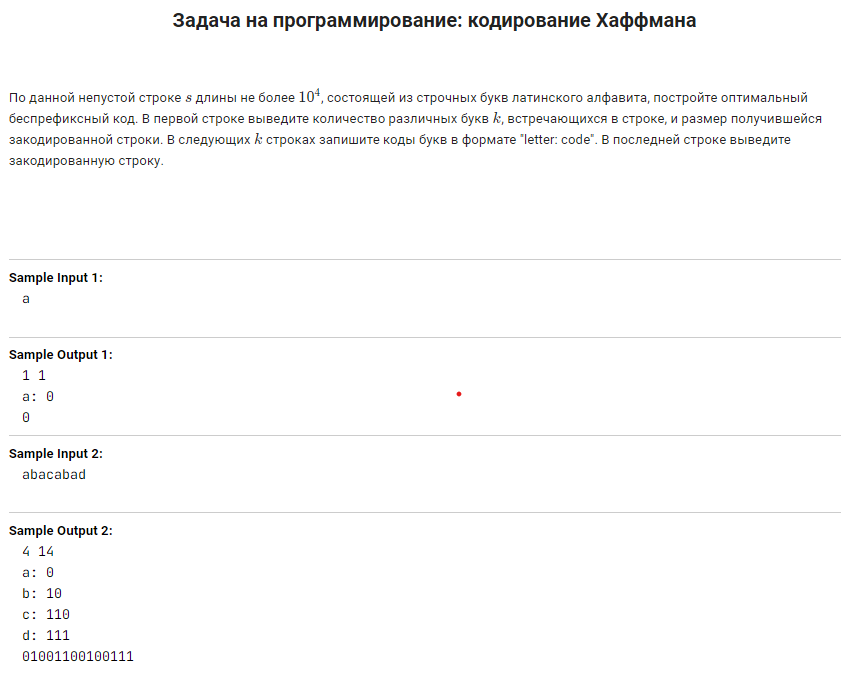 Задача на программирование: кодирование Хаффмана
По данной непустой строке s длины не более 10⁴, состоящей из строчных букв латинского алфавита, постройте оптимальный
беспрефиксный код. В первой строке выведите количество различных букв k, встречающихся в строке, и размер получившейся
закодированной строки. В следующих k строках запишите коды букв в формате "letter: code". В последней строке выведите
закодированную строку.
Sample Input 1:
a
Sample Output 1:
1 1
a: 0
0
Sample Input 2:
abacabad
Sample Output 2:
4 14
a: 0
b: 10
c: 110
d: 111
01001100100111